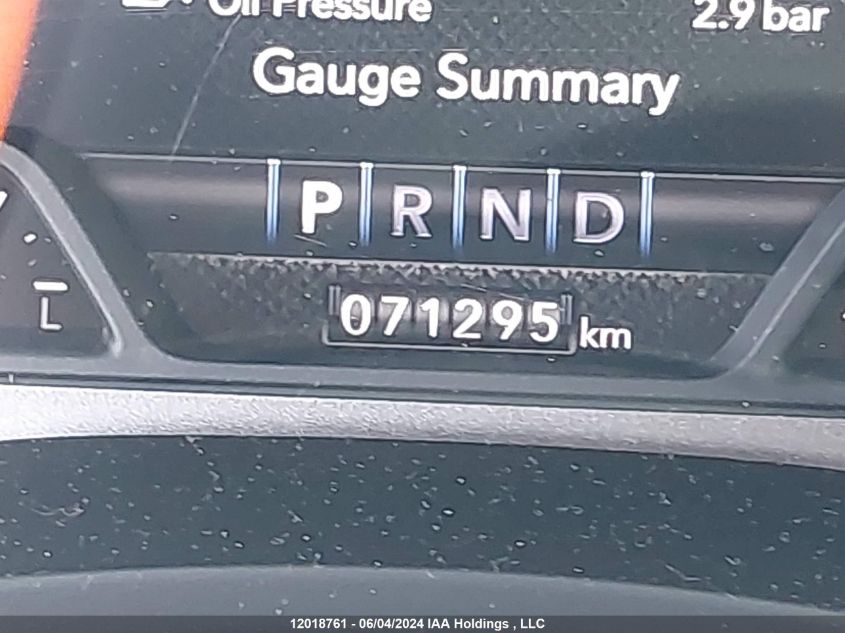 Oil Pressure 2.9 bar
Gauge Summary
P R N D
L
071295 km
12018761 - 06/04/2024 IAA Holdings , LLC